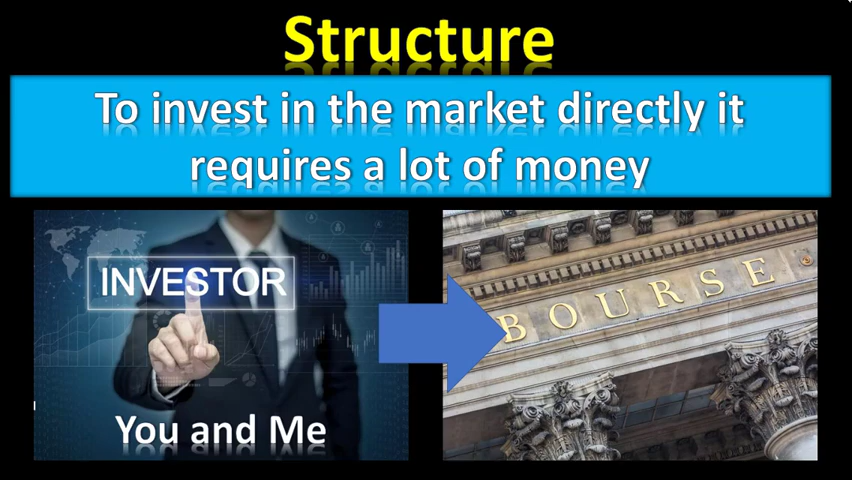 Structure
To invest in the market directly it
requires a lot of money
INVESTOR
BOURSE
You and Me